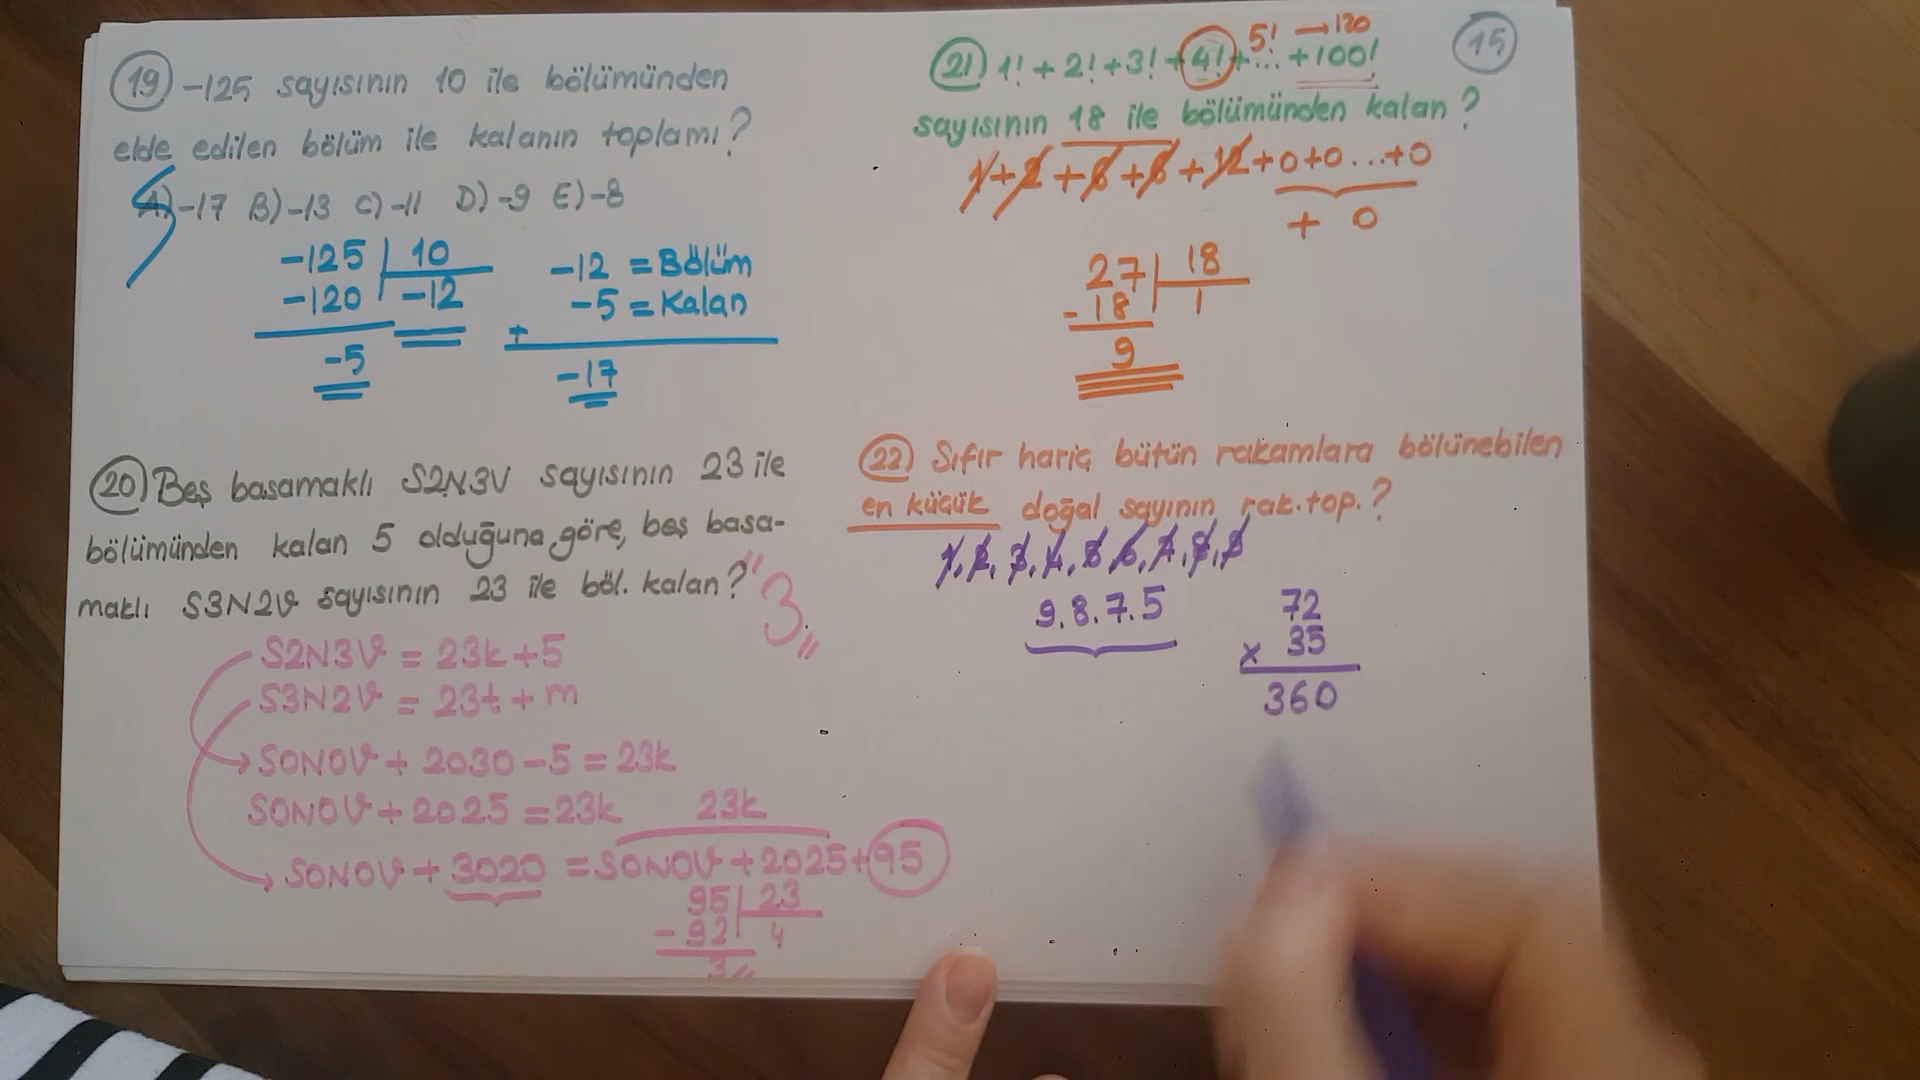 19) -125 sayısının 10 ile bölümünden
elde edilen bölüm ile kalanın toplamı?
A) -17 B) -13 C) -11 D) -9 E) -8
-125 | 10
-120 -12
-5
-12 = Bölüm
-5 = Kalan
+
-17
20) Beş basamaklı S2N3V sayısının 23 ile
bölümünden kalan 5 olduğuna göre, beş basa-
maklı S3N2V sayısının 23 ile böl. kalan?
"3"
S2N3V = 23k + 5
S3N2V = 23t + m
S0N0V + 2030 - 5 = 23k
S0N0V + 2025 = 23k
23k
S0N0V + 3020 = S0N0V + 2025 + 95
95 | 23
- 92 4
3
15
5! → 120
21) 1! + 2! + 3! + 4! + ... + 100!
sayısının 18 ile bölümünden kalan?
1 + 2 + 6 + 6 + 12 + 0 + 0 ... + 0
+ 0
27 | 18
- 18 1
9
22) Sıfır hariç bütün rakamlara bölünebilen
en küçük doğal sayının rak. top.?
1, 2, 3, 4, 5, 6, 7, 8, 9
9.8.7.5
72
x 35
360